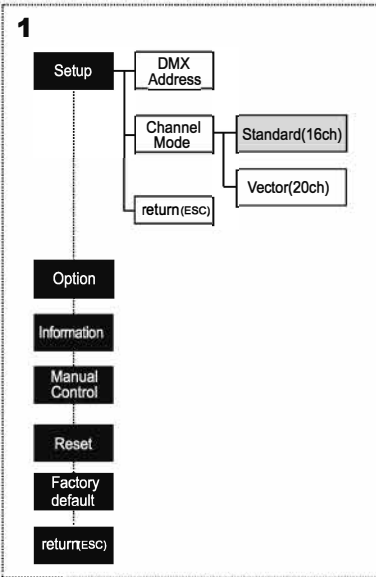 1
Setup
DMX
Address
Channel
Mode
Standard(16ch)
Vector(20ch)
return(ESC)
Option
Information
Manual
Control
Reset
Factory
default
return(ESC)